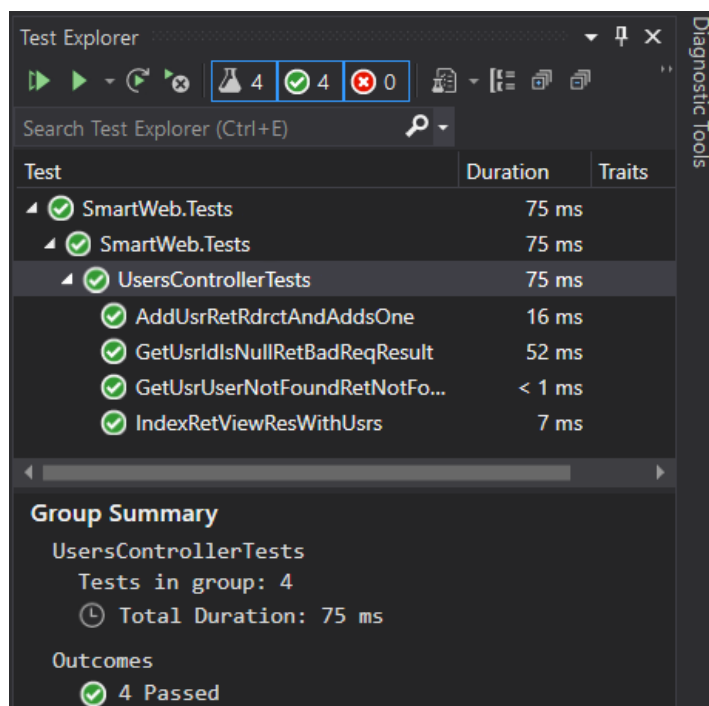 Test Explorer
4 4 0
Search Test Explorer (Ctrl+E)
Test Duration Traits
SmartWeb.Tests 75 ms
SmartWeb.Tests 75 ms
UsersControllerTests 75 ms
AddUsrRetRdrctAndAddsOne 16 ms
GetUsrIdIsNullRetBadReqResult 52 ms
GetUsrUserNotFoundRetNotFo... < 1 ms
IndexRetViewResWithUsrs 7 ms
Group Summary
UsersControllerTests
Tests in group: 4
Total Duration: 75 ms
Outcomes
4 Passed
Diagnostic Tools